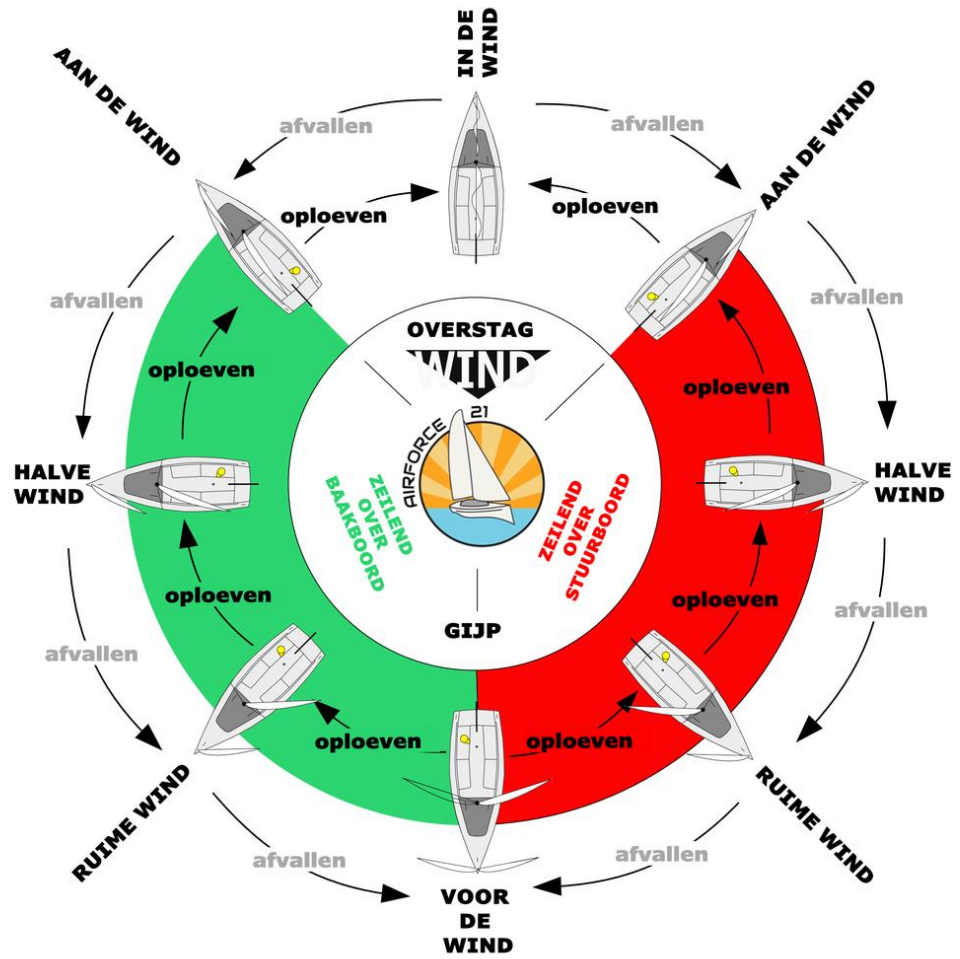 IN DE
WIND
AAN DE WIND
AAN DE WIND
afvallen
afvallen
oploeven
oploeven
afvallen
afvallen
OVERSTAG
WIND
oploeven
oploeven
AIRFORCE 21
HALVE
WIND
HALVE
WIND
ZEILEND
OVER
BAAKBOORD
ZEILEND
OVER
STUURBOORD
oploeven
oploeven
afvallen
afvallen
GIJP
oploeven
oploeven
RUIME WIND
RUIME WIND
afvallen
afvallen
VOOR
DE
WIND